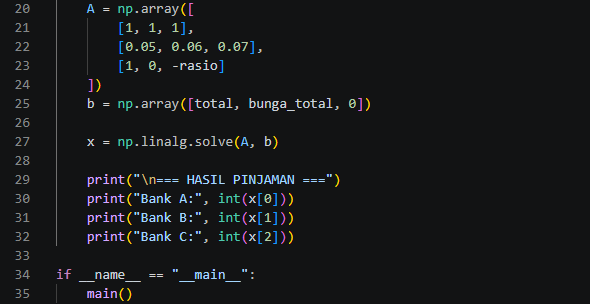 20 A = np.array([
21 [1, 1, 1],
22 [0.05, 0.06, 0.07],
23 [1, 0, -rasio]
24 ])
25 b = np.array([total, bunga_total, 0])
26
27 x = np.linalg.solve(A, b)
28
29 print("\n=== HASIL PINJAMAN ===")
30 print("Bank A:", int(x[0]))
31 print("Bank B:", int(x[1]))
32 print("Bank C:", int(x[2]))
33
34 if __name__ == "__main__":
35 main()